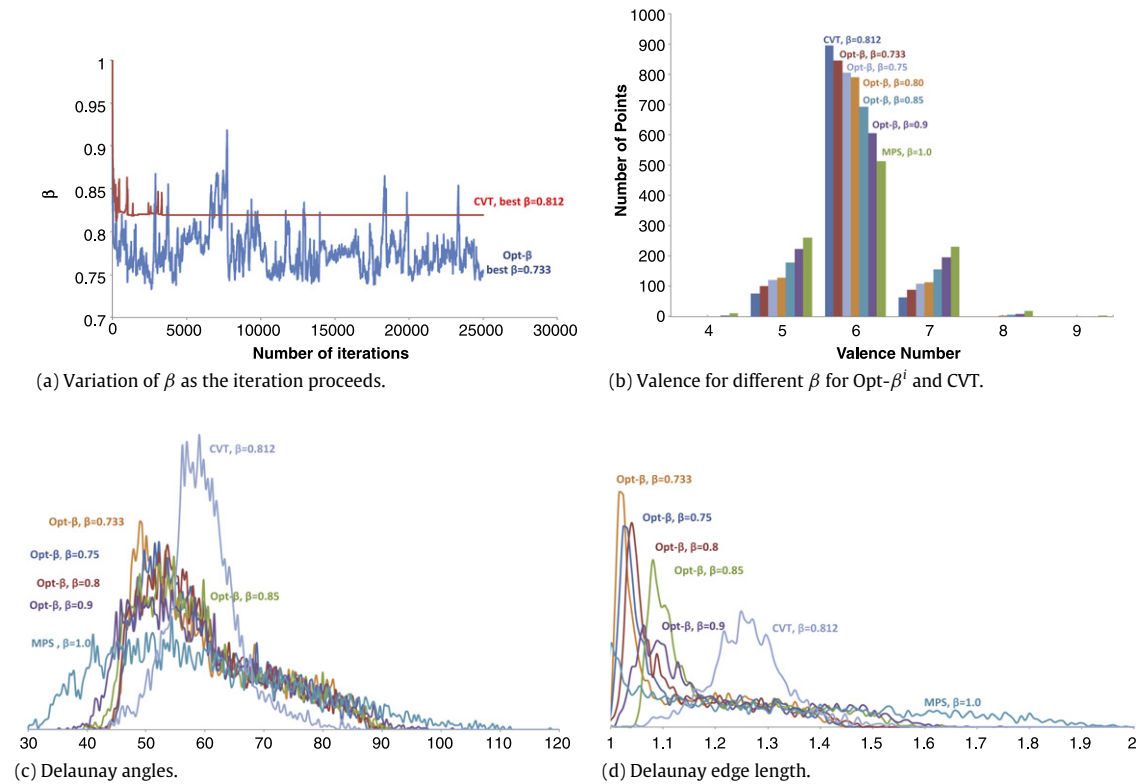 1
0.95
0.9
0.85
0.8
0.75
0.7
β
CVT, best β=0.812
Opt-β
best β=0.733
0 5000 10000 15000 20000 25000 30000
Number of iterations
(a) Variation of β as the iteration proceeds.
1000
900
800
700
600
500
400
300
200
100
0
Number of Points
CVT, β=0.812
Opt-β, β=0.733
Opt-β, β=0.75
Opt-β, β=0.80
Opt-β, β=0.85
Opt-β, β=0.9
MPS, β=1.0
4 5 6 7 8 9
Valence Number
(b) Valence for different β for Opt-βⁱ and CVT.
CVT, β=0.812
Opt-β, β=0.733
Opt-β, β=0.75
Opt-β, β=0.8
Opt-β, β=0.85
Opt-β, β=0.9
MPS , β=1.0
30 40 50 60 70 80 90 100 110 120
(c) Delaunay angles.
Opt-β, β=0.733
Opt-β, β=0.75
Opt-β, β=0.8
Opt-β, β=0.85
Opt-β, β=0.9
CVT, β=0.812
MPS, β=1.0
1 1.1 1.2 1.3 1.4 1.5 1.6 1.7 1.8 1.9 2
(d) Delaunay edge length.